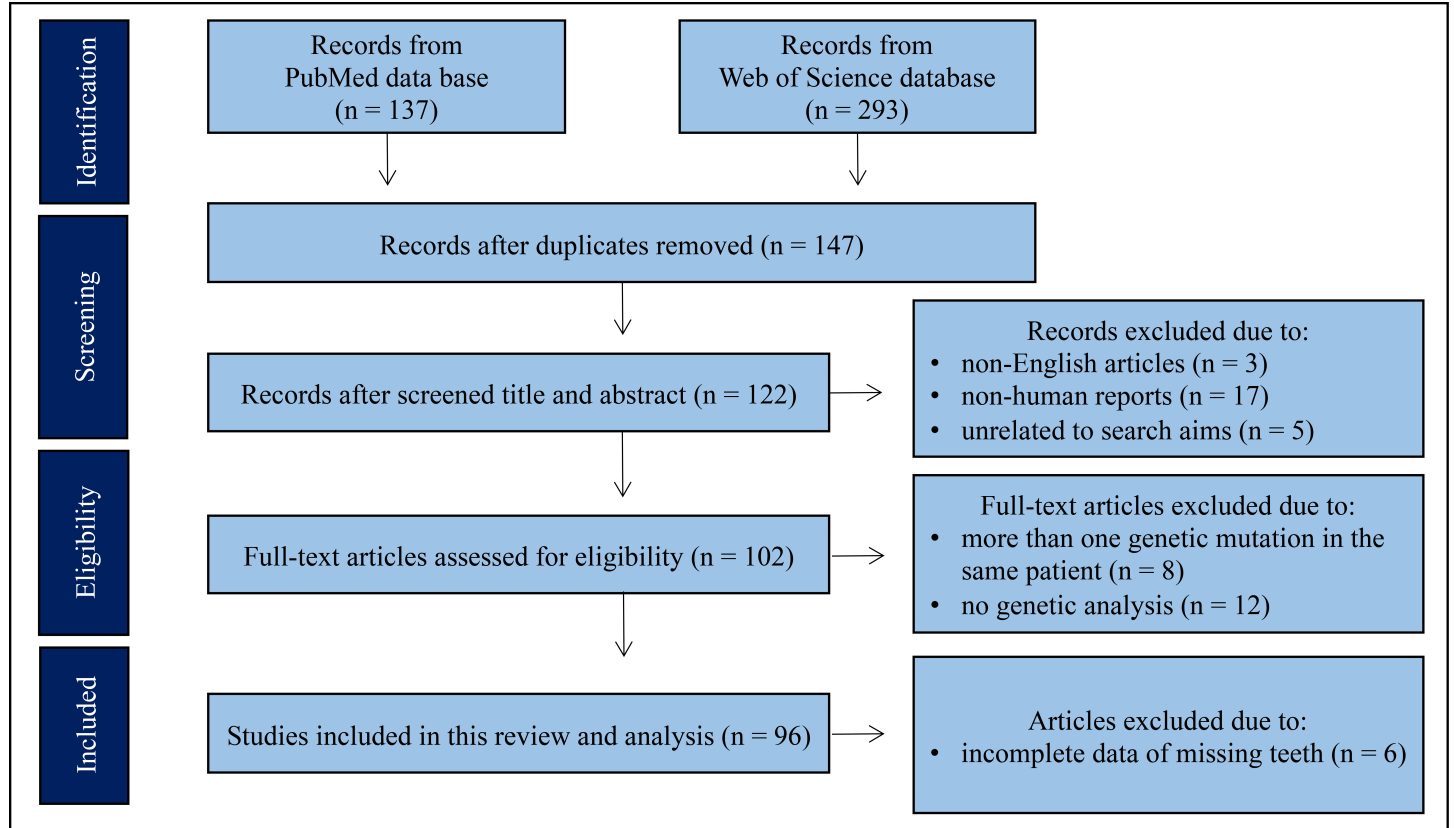 Identification
Records from
PubMed data base
(n = 137)
Records from
Web of Science database
(n = 293)
Screening
Records after duplicates removed (n = 147)
Records after screened title and abstract (n = 122)
Records excluded due to:
• non-English articles (n = 3)
• non-human reports (n = 17)
• unrelated to search aims (n = 5)
Eligibility
Full-text articles assessed for eligibility (n = 102)
Full-text articles excluded due to:
• more than one genetic mutation in the
same patient (n = 8)
• no genetic analysis (n = 12)
Included
Studies included in this review and analysis (n = 96)
Articles excluded due to:
• incomplete data of missing teeth (n = 6)